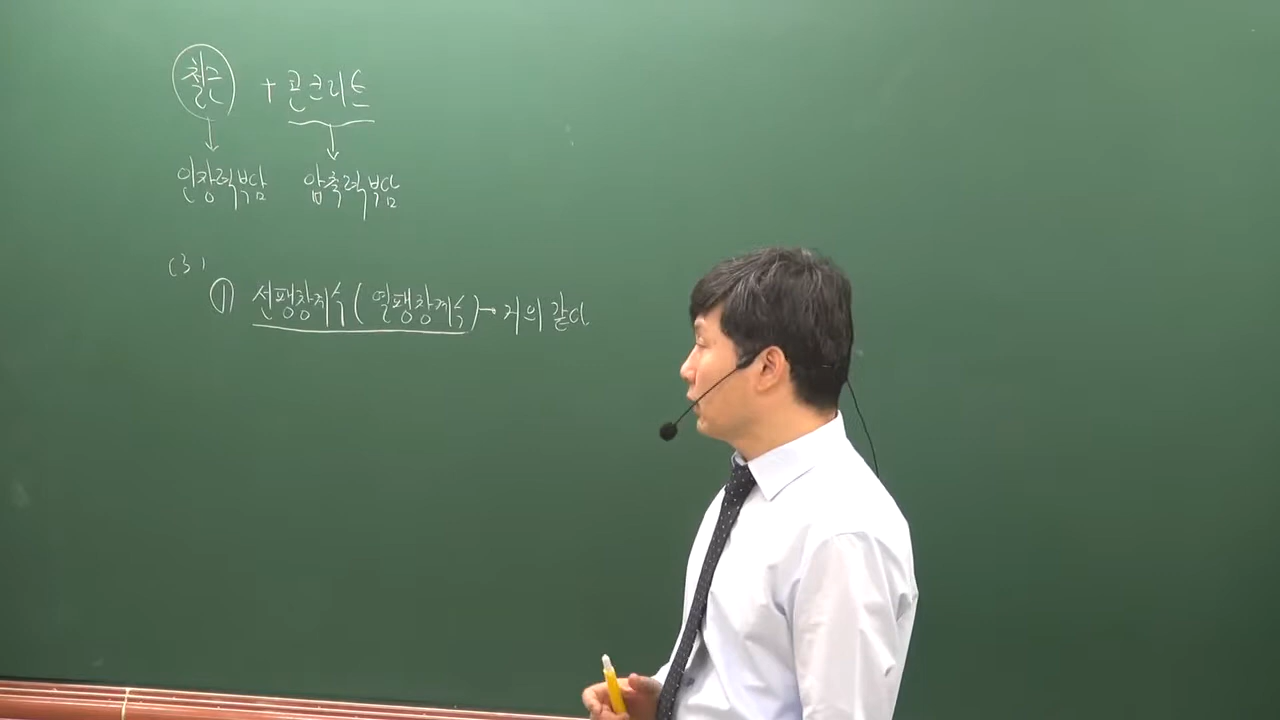 철근 + 콘크리트
인장력부담 압축력부담
(3)
① 선팽창계수 ( 열팽창계수 ) → 거의 같다